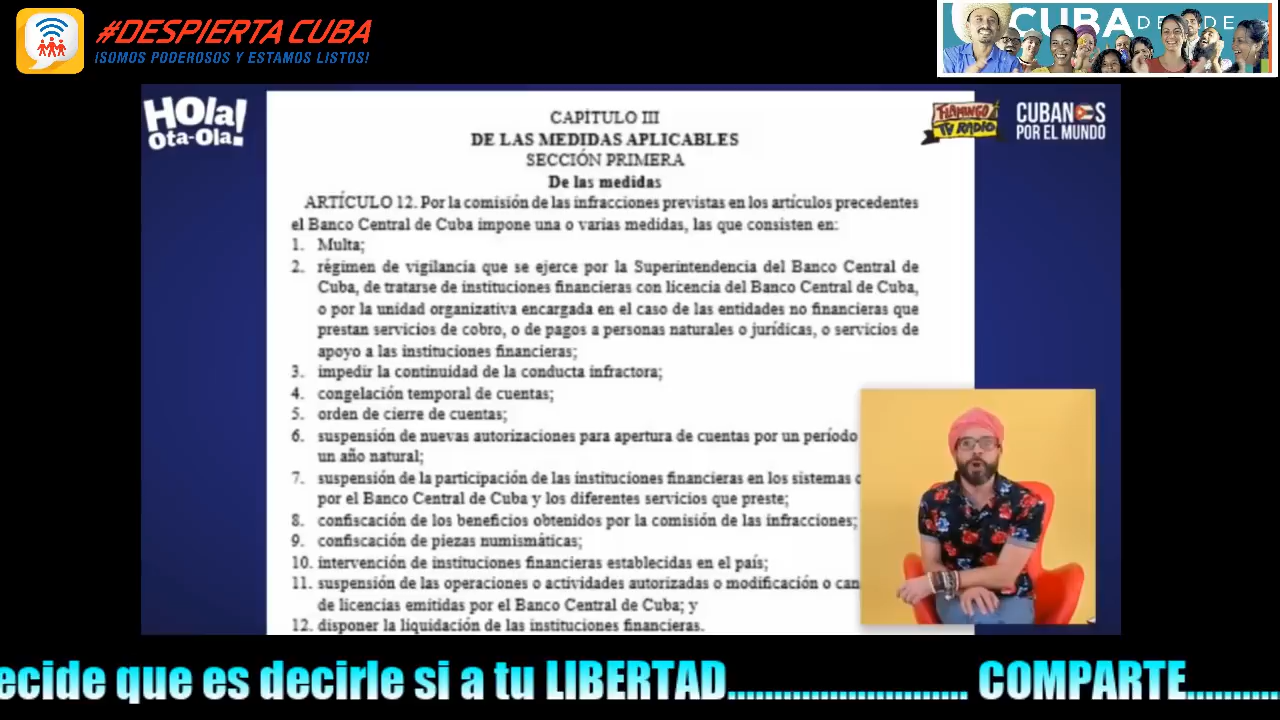 #DESPIERTA CUBA
¡SOMOS PODEROSOS Y ESTAMOS LISTOS!
CUBA DE
DE
Hola!
Ota-Ola!
FLAMINGO
TV RADIO
CUBANOS
POR EL MUNDO
CAPÍTULO III
DE LAS MEDIDAS APLICABLES
SECCIÓN PRIMERA
De las medidas
ARTÍCULO 12. Por la comisión de las infracciones previstas en los artículos precedentes
el Banco Central de Cuba impone una o varias medidas, las que consisten en:
1. Multa;
2. régimen de vigilancia que se ejerce por la Superintendencia del Banco Central de
Cuba, de tratarse de instituciones financieras con licencia del Banco Central de Cuba,
o por la unidad organizativa encargada en el caso de las entidades no financieras que
prestan servicios de cobro, o de pagos a personas naturales o jurídicas, o servicios de
apoyo a las instituciones financieras;
3. impedir la continuidad de la conducta infractora;
4. congelación temporal de cuentas;
5. orden de cierre de cuentas;
6. suspensión de nuevas autorizaciones para apertura de cuentas por un período
un año natural;
7. suspensión de la participación de las instituciones financieras en los sistemas
por el Banco Central de Cuba y los diferentes servicios que preste;
8. confiscación de los beneficios obtenidos por la comisión de las infracciones;
9. confiscación de piezas numismáticas;
10. intervención de instituciones financieras establecidas en el país;
11. suspensión de las operaciones o actividades autorizadas o modificación o can
de licencias emitidas por el Banco Central de Cuba; y
12. disponer la liquidación de las instituciones financieras.
ecide que es decirle si a tu LIBERTAD........................ COMPARTE.........